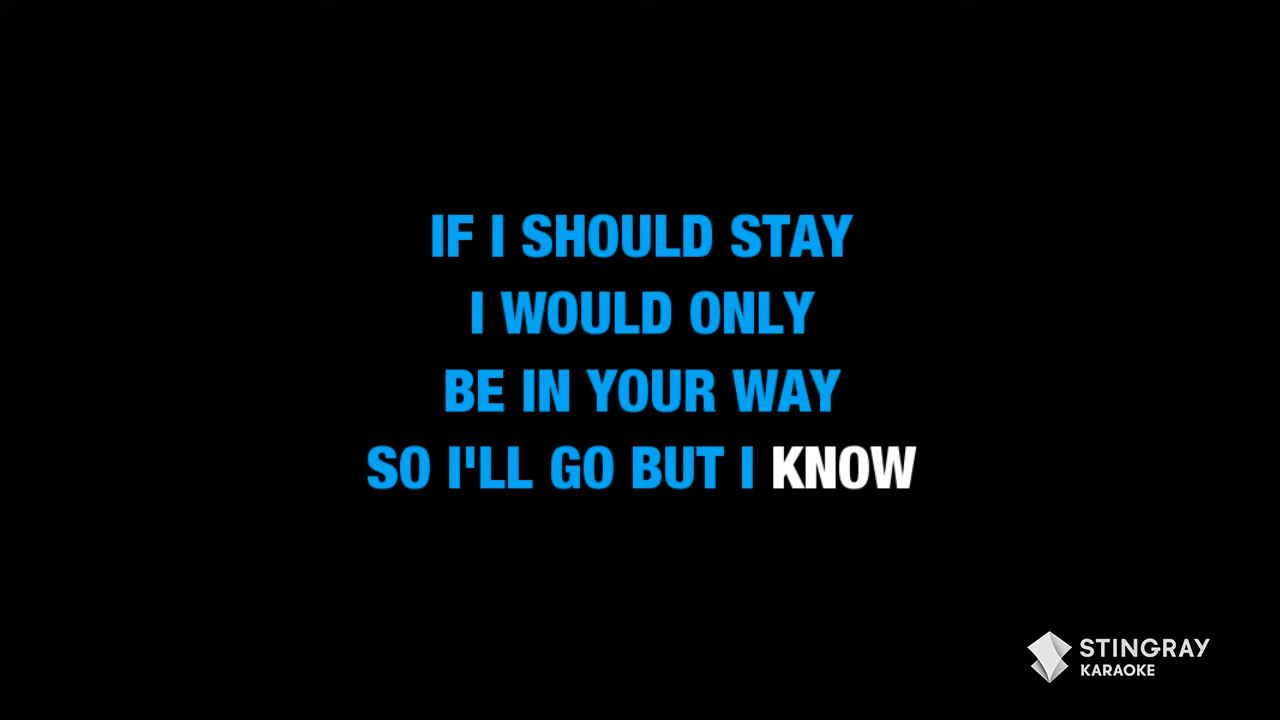 IF I SHOULD STAY
I WOULD ONLY
BE IN YOUR WAY
SO I'LL GO BUT I KNOW
STINGRAY
KARAOKE